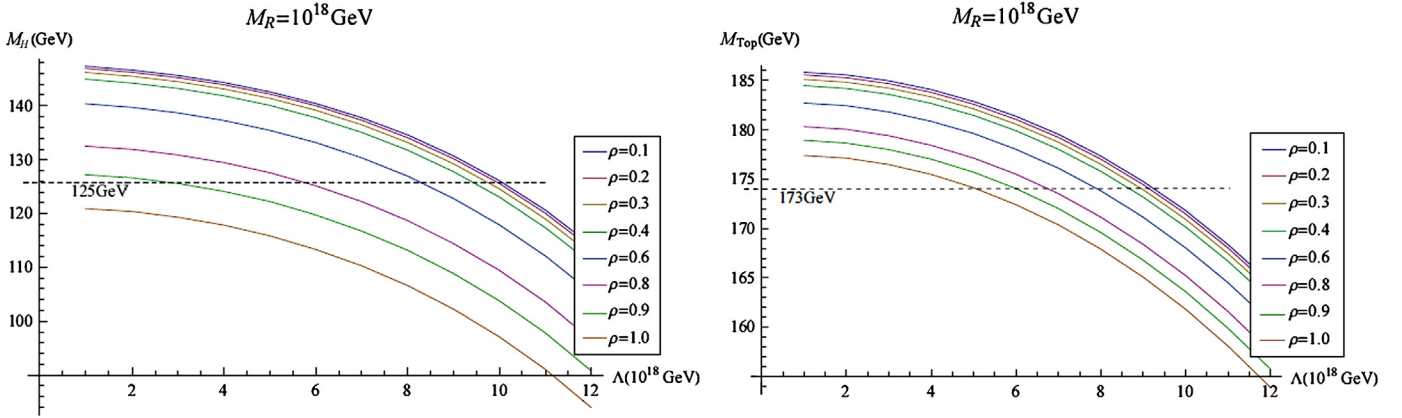 M_R=10^18GeV
M_H(GeV)
140
130
125GeV
120
110
100
2 4 6 8 10 12
Λ(10^18 GeV)
ρ=0.1
ρ=0.2
ρ=0.3
ρ=0.4
ρ=0.6
ρ=0.8
ρ=0.9
ρ=1.0
M_R=10^18GeV
M_Top(GeV)
185
180
175
173GeV
170
165
160
2 4 6 8 10 12
Λ(10^18 GeV)
ρ=0.1
ρ=0.2
ρ=0.3
ρ=0.4
ρ=0.6
ρ=0.8
ρ=0.9
ρ=1.0